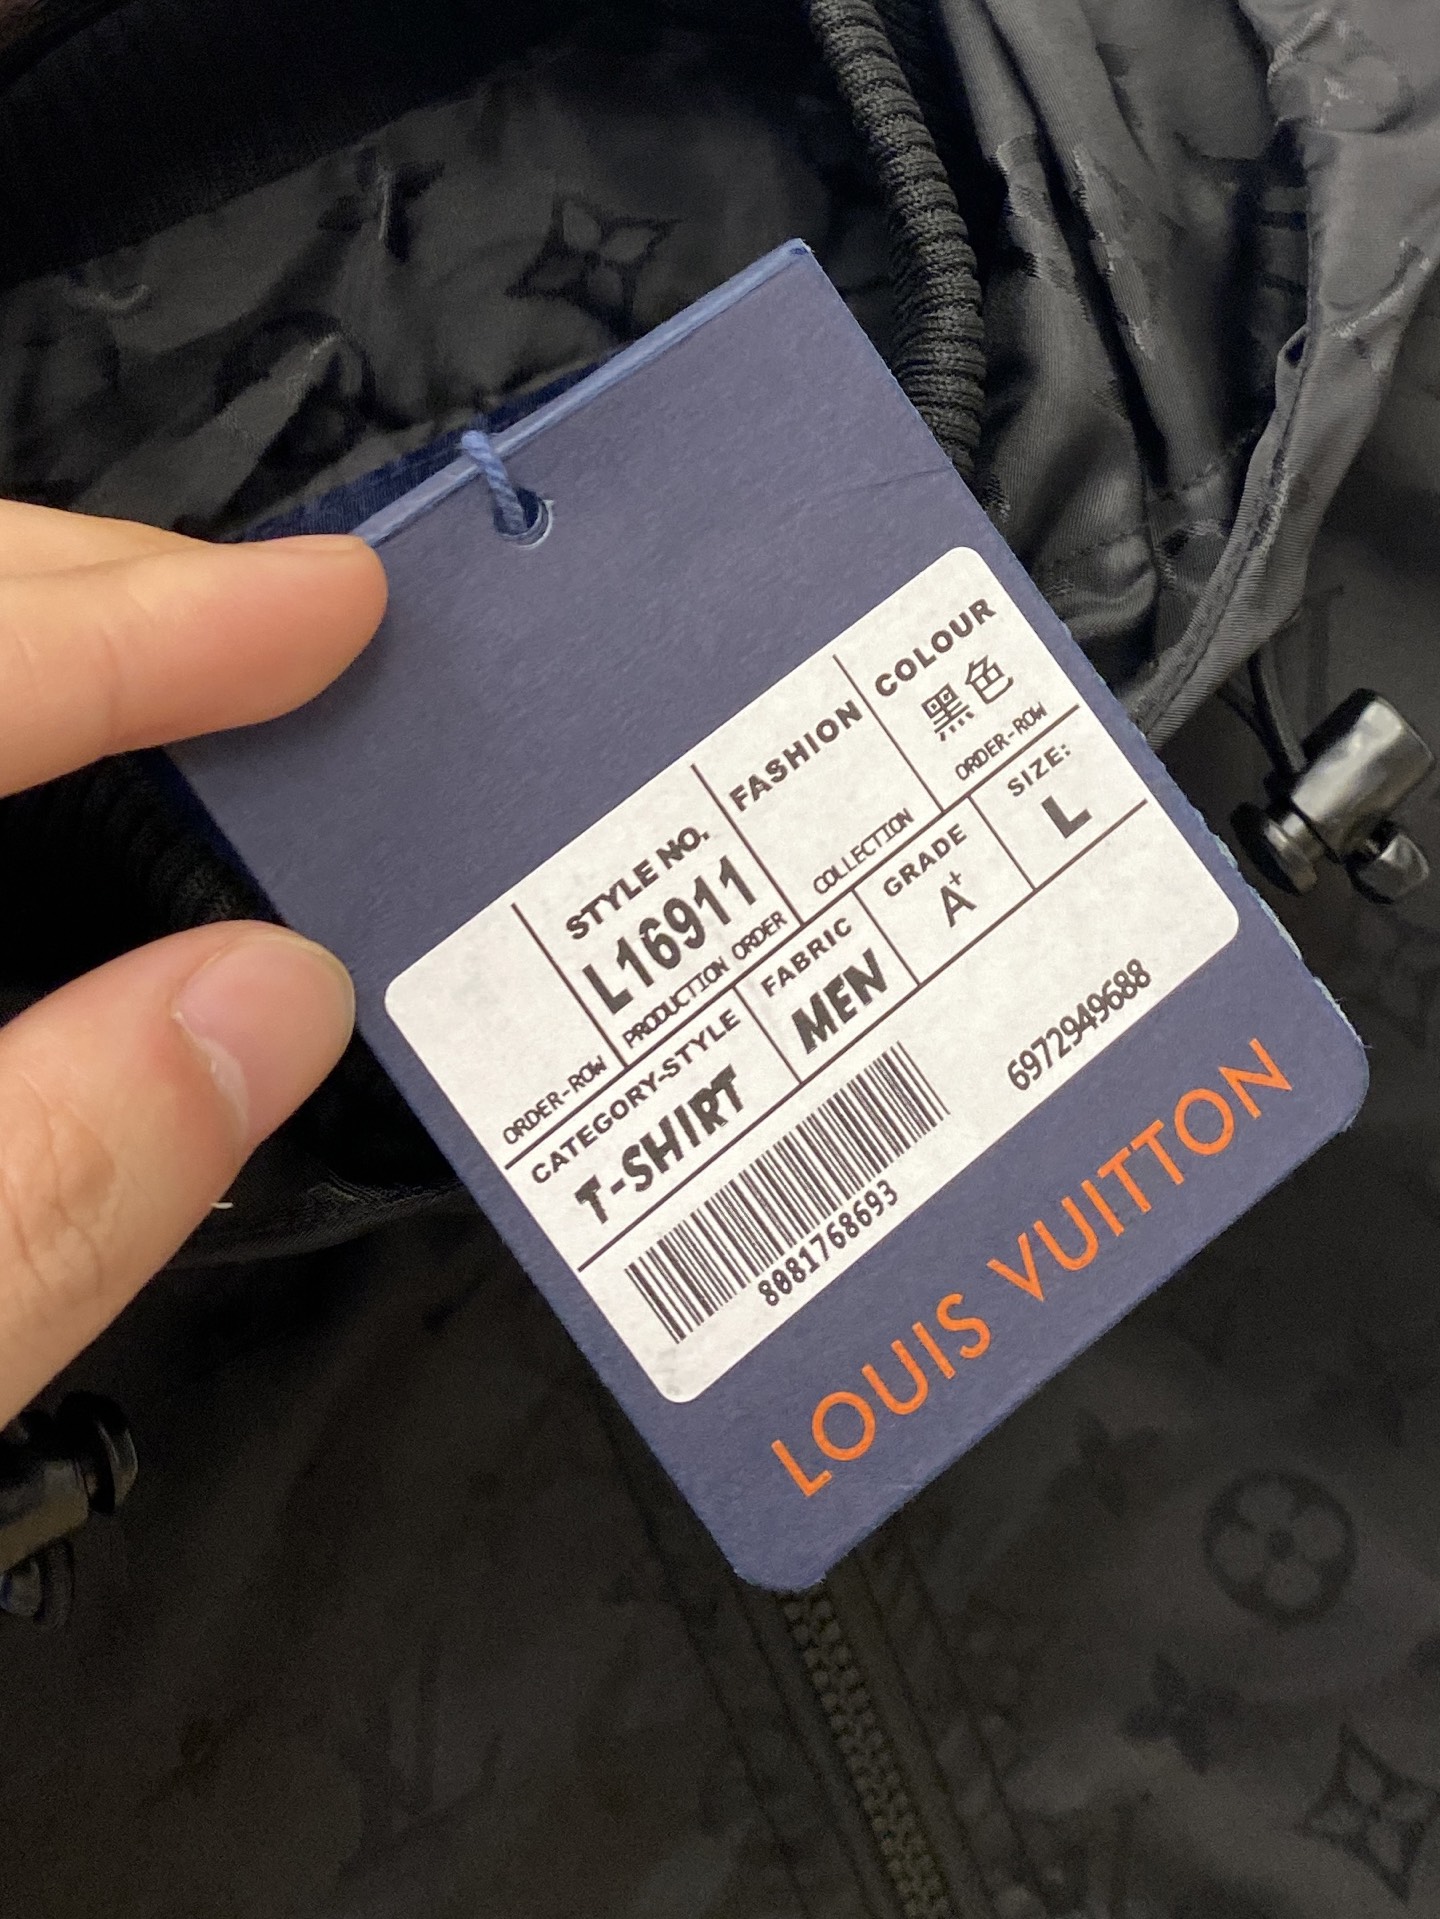 STYLE NO.
L16911
PRODUCTION ORDER
FASHION
COLLECTION
COLOUR
黑色
ORDER-ROW
ORDER-ROW
CATEGORY-STYLE
T-SHIRT
FABRIC
MEN
GRADE
A+
SIZE:
L
8081768693
6972949688
LOUIS VUITTON